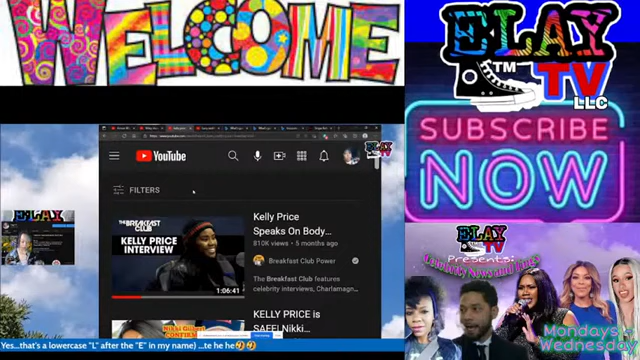 WELCOME
ELAY
™
TV
LLC
SUBSCRIBE
NOW
YouTube
FILTERS
THE BREAKFAST
CLUB
KELLY PRICE
INTERVIEW
1:06:41
Kelly Price
Speaks On Body...
810K views • 5 months ago
Breakfast Club Power
The Breakfast Club features
celebrity interviews, Charlamagn...
KELLY PRICE is
SAFE! Nikki...
Nikki Gilbert
CONFIRM
ELAY
TV
Presents:
Celebrity News and
Mondays &
Wednesday
Yes...that's a lowercase "L" after the "E" in my name) ...te he he🤣🤣